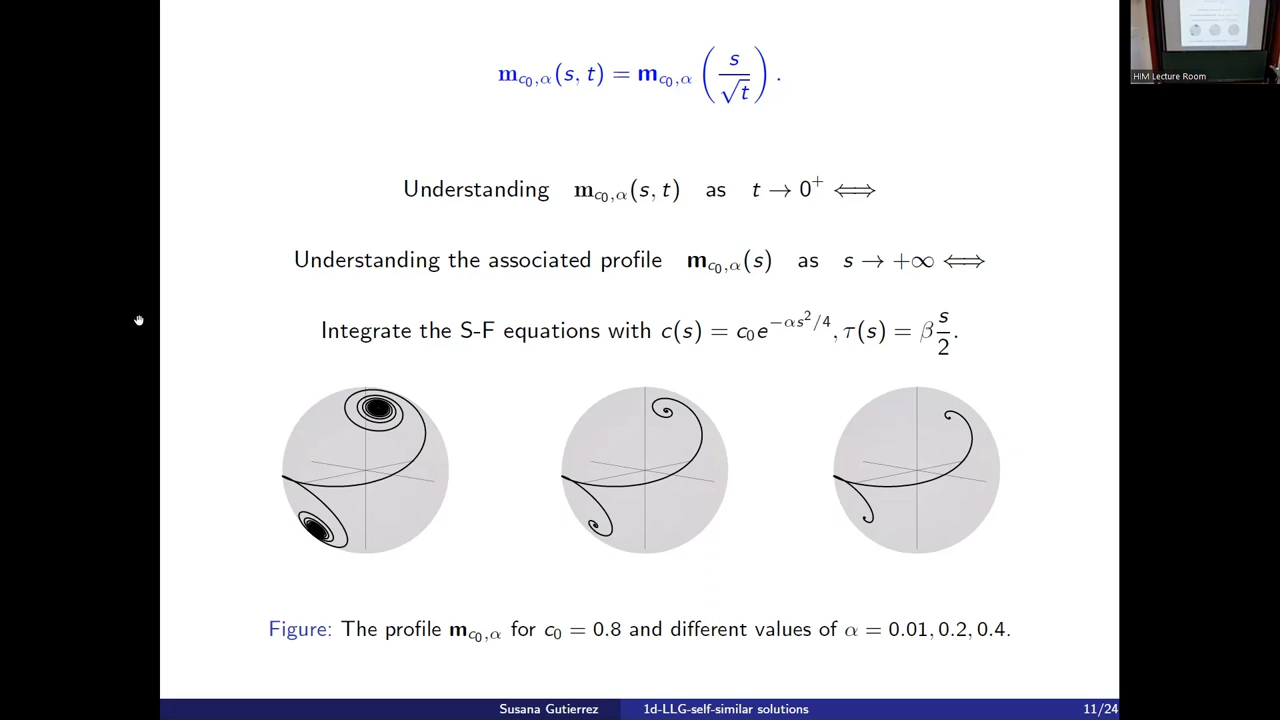 m_{c_0,α}(s, t) = m_{c_0,α}(s/√t).
HIM Lecture Room
Understanding m_{c_0,α}(s, t) as t → 0⁺ ⟺
Understanding the associated profile m_{c_0,α}(s) as s → +∞ ⟺
Integrate the S-F equations with c(s) = c_0 e^{−αs²/4}, τ(s) = β s/2.
Figure: The profile m_{c_0,α} for c_0 = 0.8 and different values of α = 0.01, 0.2, 0.4.
Susana Gutierrez 1d-LLG-self-similar solutions 11/24